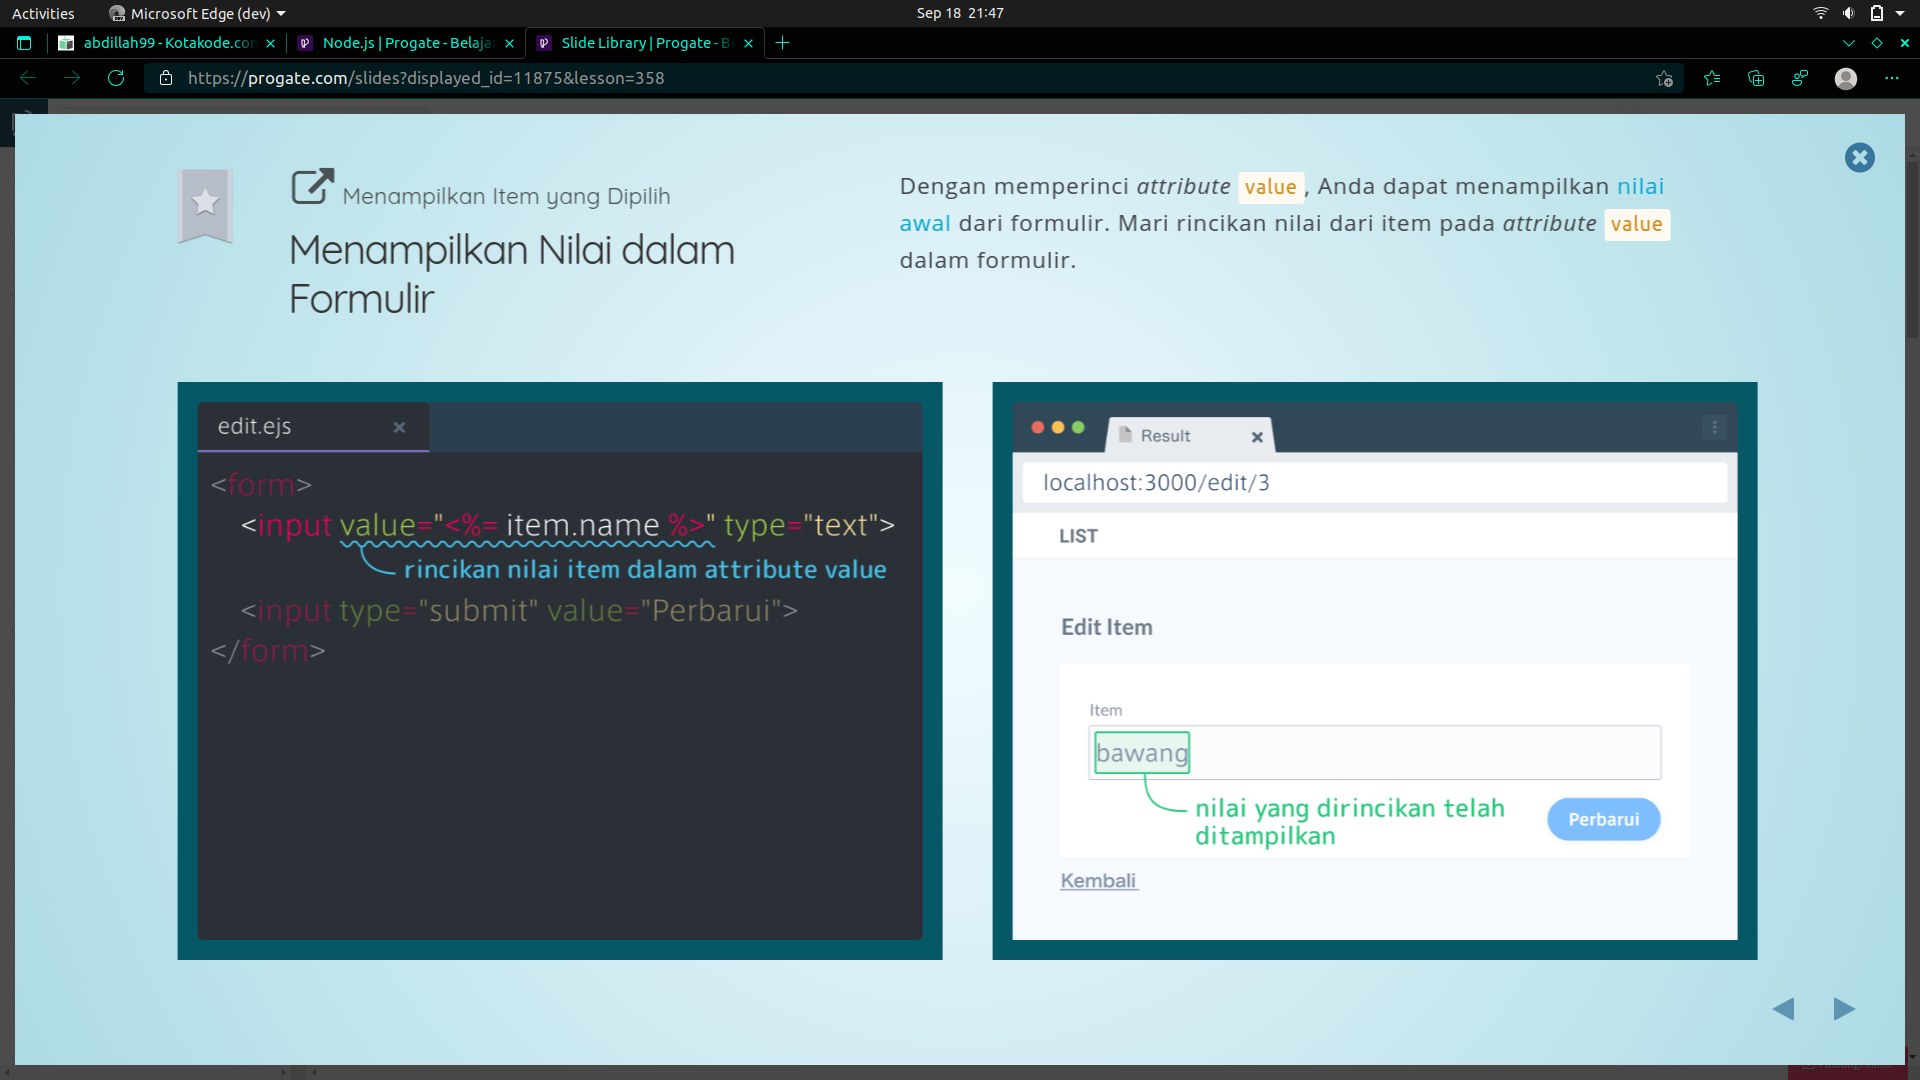 Activities
Microsoft Edge (dev)
Sep 18 21:47
abdillah99 - Kotakode.con
Node.js | Progate - Belaja
Slide Library | Progate - Be
https://progate.com/slides?displayed_id=11875&lesson=358
Menampilkan Item yang Dipilih
Menampilkan Nilai dalam
Formulir
Dengan memperinci attribute value, Anda dapat menampilkan nilai
awal dari formulir. Mari rincikan nilai dari item pada attribute value
dalam formulir.
edit.ejs
<form>
<input value="<%= item.name %>" type="text">
rincikan nilai item dalam attribute value
<input type="submit" value="Perbarui">
</form>
Result
localhost:3000/edit/3
LIST
Edit Item
Item
bawang
nilai yang dirincikan telah
ditampilkan
Perbarui
Kembali